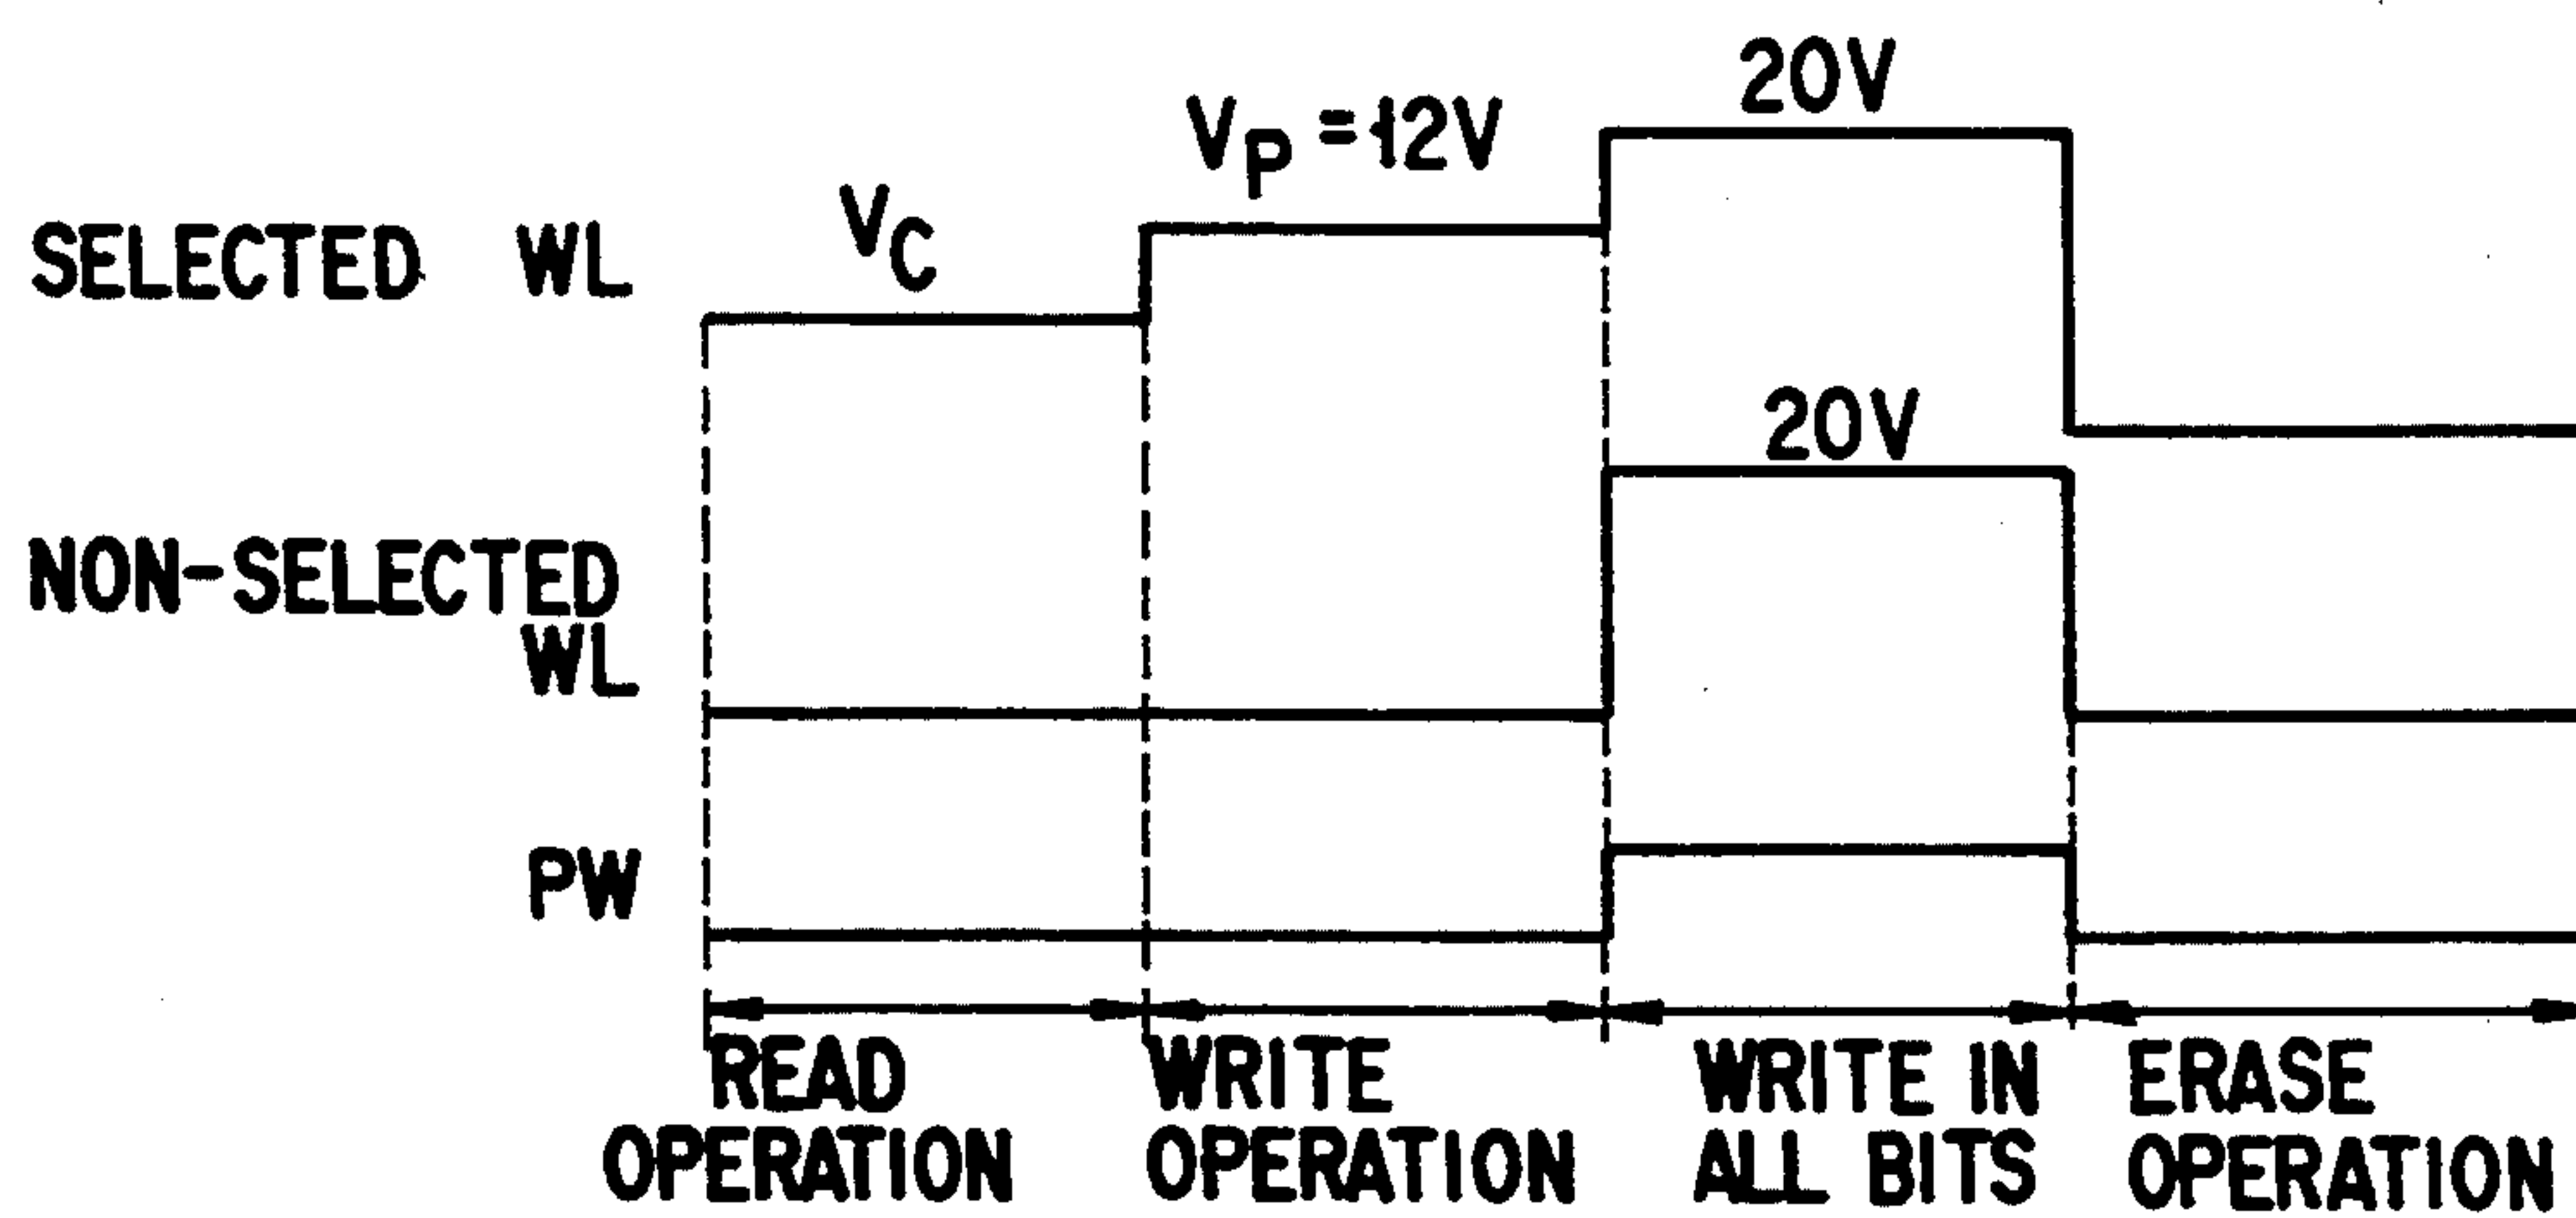 20V
Vp = 12V
SELECTED WL
VC
20V
NON-SELECTED
WL
PW
READ
OPERATION
WRITE
OPERATION
WRITE IN
ALL BITS
ERASE
OPERATION